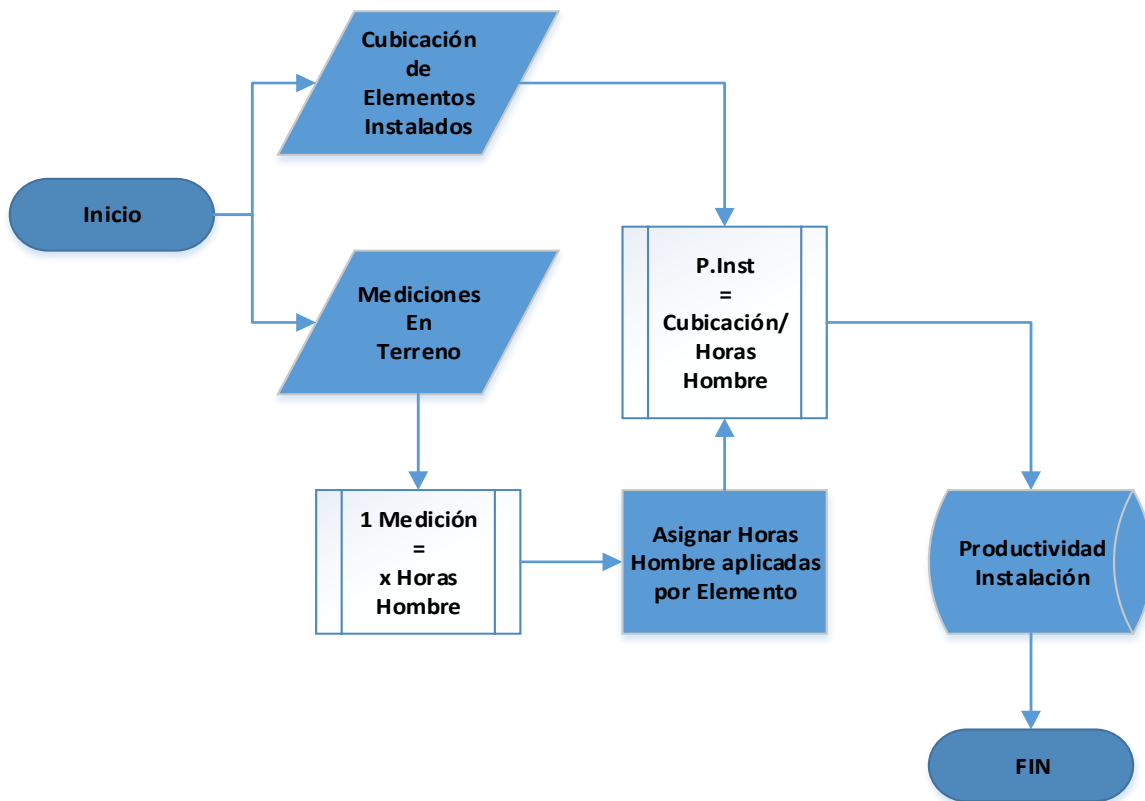 Cubicación
de
Elementos
Instalados
Inicio
Mediciones
En
Terreno
P.Inst
=
Cubicación/
Horas
Hombre
1 Medición
=
x Horas
Hombre
Asignar Horas
Hombre aplicadas
por Elemento
Productividad
Instalación
FIN